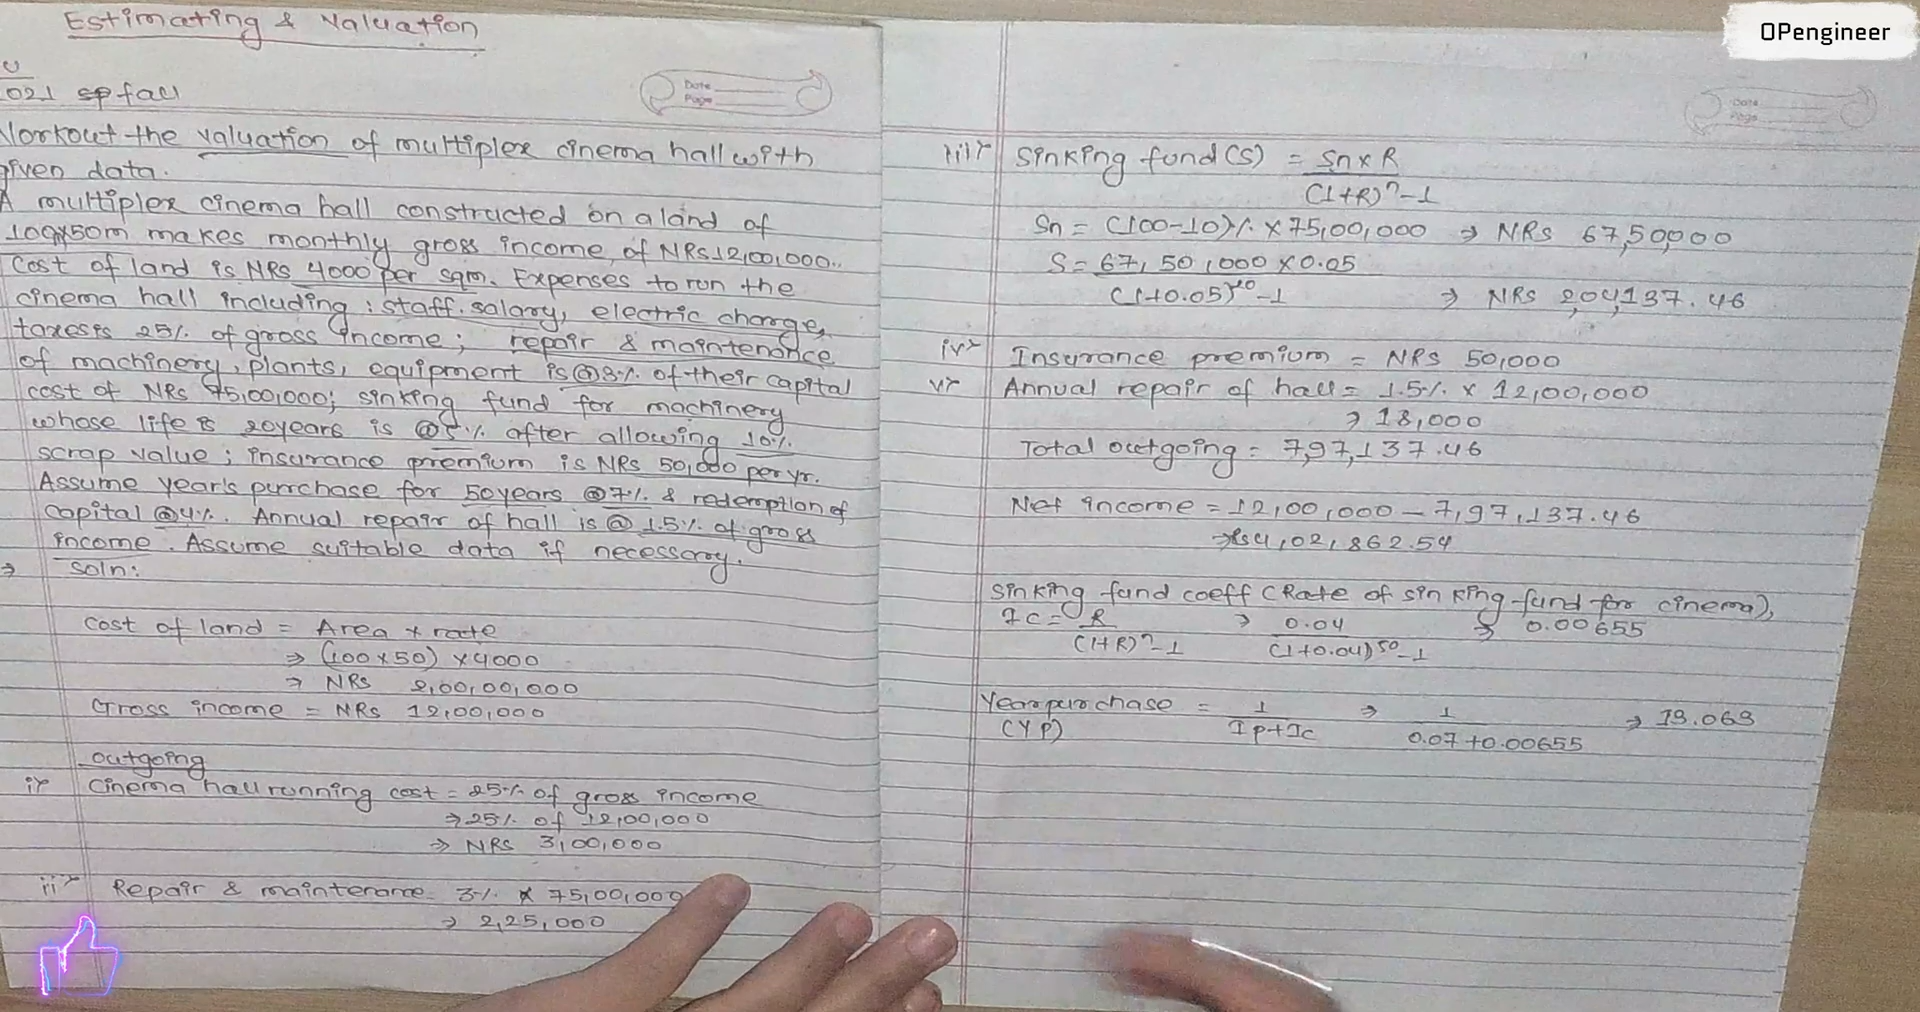 Estimating & Valuation
021 sp fall
Workout the valuation of multiplex cinema hall with
given data.
A multiplex cinema hall constructed on a land of
100x50m makes monthly gross income, of NRs12,00,000..
cost of land is NRs 4000 per sqm. Expenses to run the
cinema hall including : staff salary, electric charge,
taxes is 25% of gross income; repair & maintenance
of machinery, plants, equipment is @3% of their capital
cost of NRs 75,00,000; sinking fund for machinery
whose life is 20years is @5% after allowing 10%
scrap value; insurance premium is NRs 50,000 per yr.
Assume year's purchase for 50years @7% & redemption of
capital @4%. Annual repair of hall is @ 1.5% of gross
income. Assume suitable data if necessary.
⇒ soln:
cost of land = Area x rate
⇒ (100x50) x4000
⇒ NRs 2,00,00,000
Gross income = NRs 12,00,000
outgoing
i> Cinema hall running cost = 25% of gross income
⇒ 25% of 12,00,000
⇒ NRs 3,00,000
ii> Repair & maintenance = 3% x 75,00,000
⇒ 2,25,000
OPengineer
Date
Page
Date
Page
iii> Sinking fund (S) = Sn x R
(1+R)^n-1
Sn = (100-10)% x 75,00,000 ⇒ NRs 67,50,000
S = 67,50,000 x 0.05
(1+0.05)^20-1 ⇒ NRs 2,04,137.46
iv> Insurance premium = NRs 50,000
v> Annual repair of hall = 1.5% x 12,00,000
⇒ 18,000
Total outgoing = 7,97,137.46
Net income = 12,00,000 - 7,97,137.46
⇒ Rs 4,02,862.54
Sinking fund coeff (Rate of sinking fund for cinema),
Ic = R ⇒ 0.04 ⇒ 0.00655
(1+R)^n-1 (1+0.04)^50-1
Year purchase = 1 ⇒ 1 ⇒ 13.063
(YP) Ip+Ic 0.07+0.00655